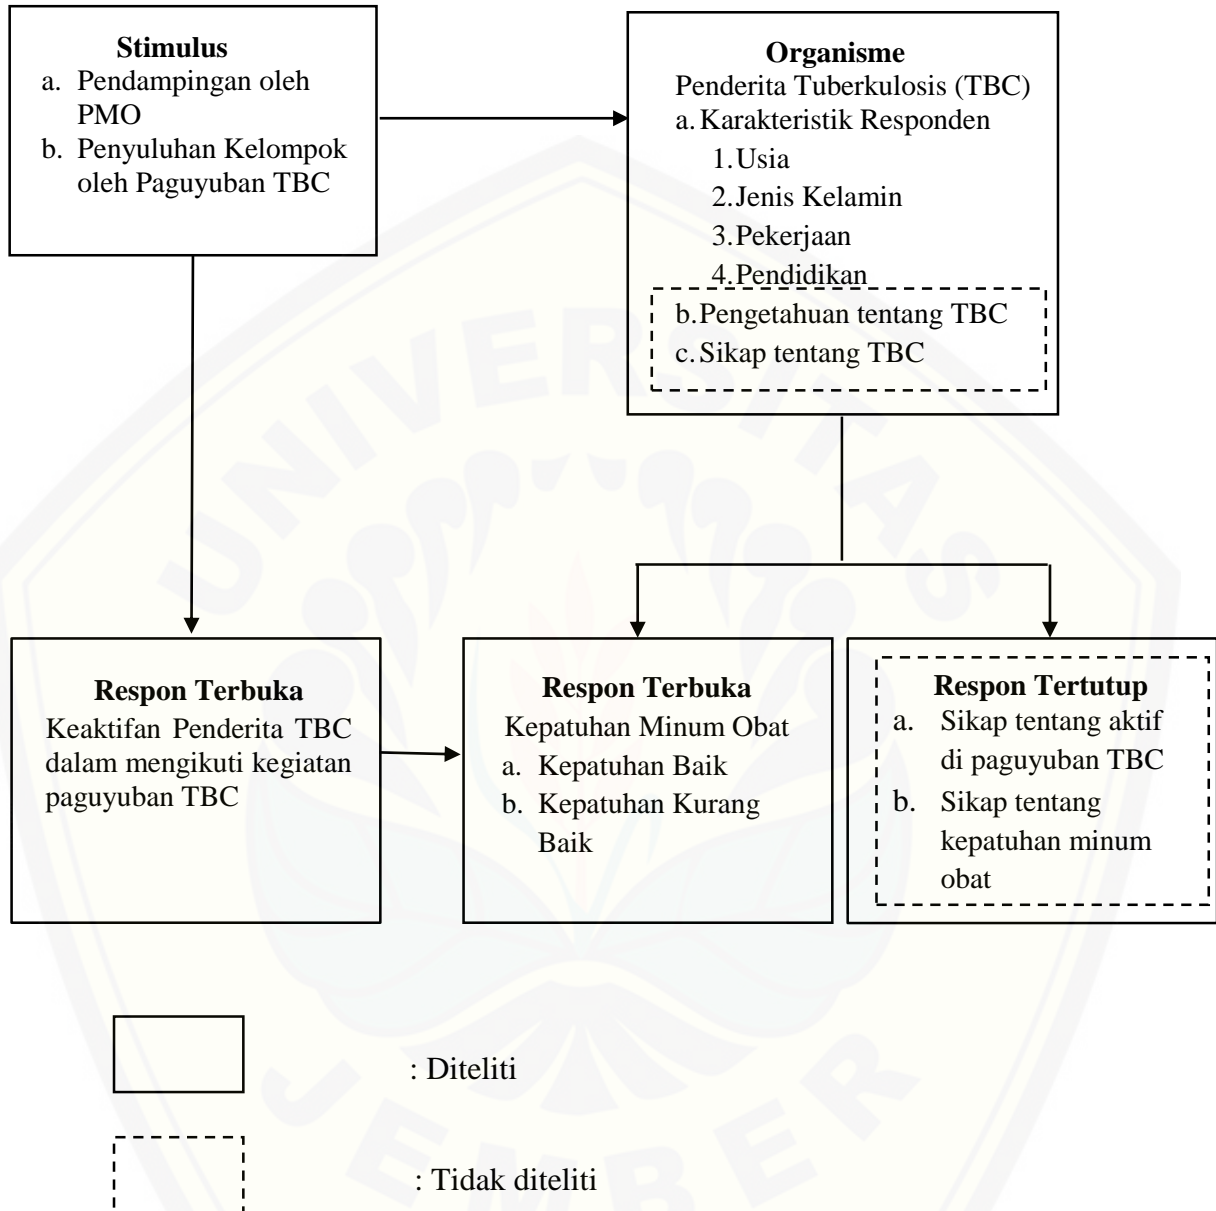 Stimulus
a. Pendampingan oleh
PMO
b. Penyuluhan Kelompok
oleh Paguyuban TBC
Organisme
Penderita Tuberkulosis (TBC)
a. Karakteristik Responden
1. Usia
2. Jenis Kelamin
3. Pekerjaan
4. Pendidikan
b. Pengetahuan tentang TBC
c. Sikap tentang TBC
Respon Terbuka
Keaktifan Penderita TBC
dalam mengikuti kegiatan
paguyuban TBC
Respon Terbuka
Kepatuhan Minum Obat
a. Kepatuhan Baik
b. Kepatuhan Kurang
Baik
Respon Tertutup
a. Sikap tentang aktif
di paguyuban TBC
b. Sikap tentang
kepatuhan minum
obat
: Diteliti
: Tidak diteliti
UNIVERSITAS
JEMBER